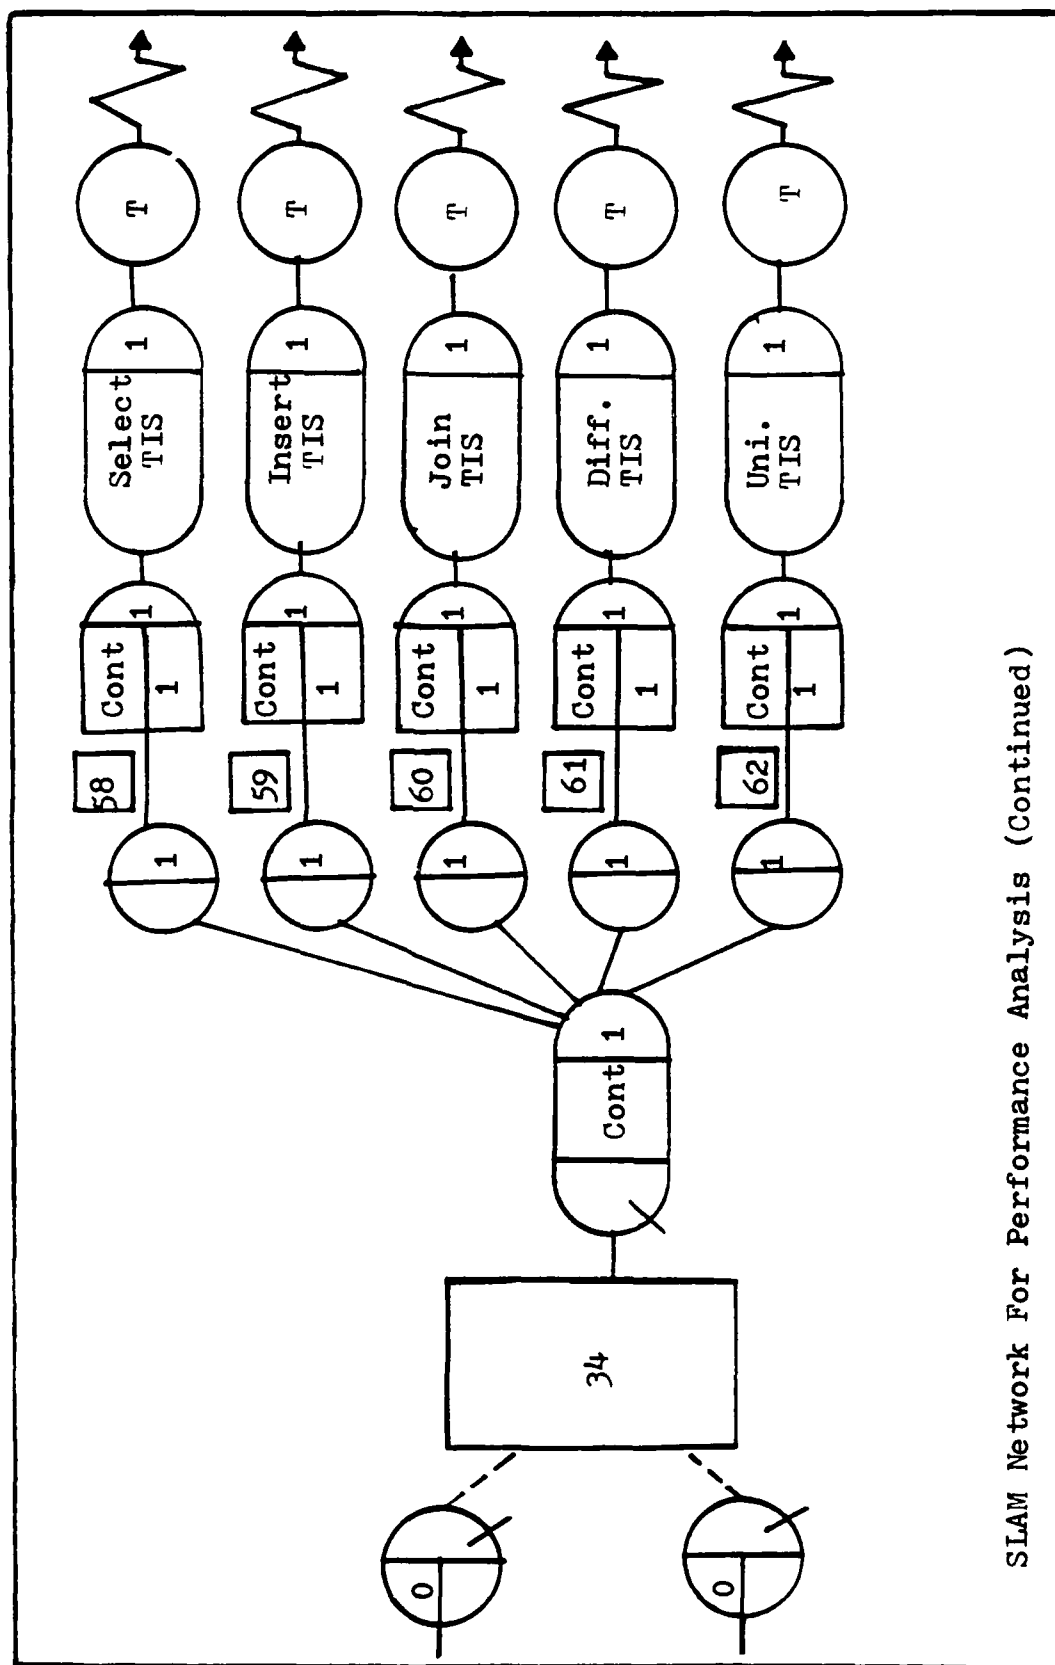 0
0
34
Cont 1
1
58
Cont
1
1
Select
TIS
1
T
1
59
Cont
1
1
Insert
TIS
1
T
1
60
Cont
1
1
Join
TIS
1
T
1
61
Cont
1
1
Diff.
TIS
1
T
1
62
Cont
1
1
Uni.
TIS
1
T
SLAM Network For Performance Analysis (Continued)